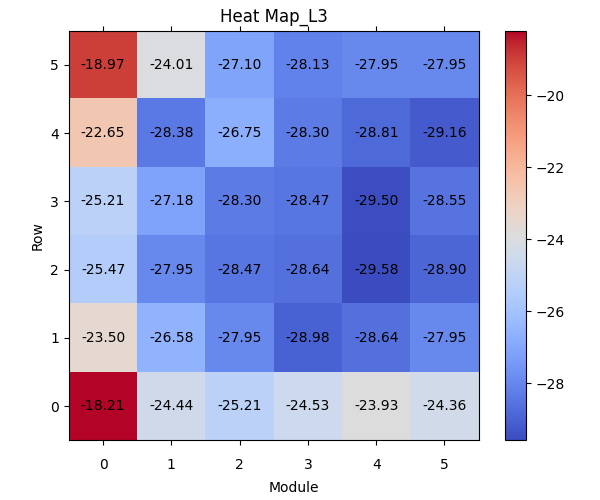 Heat Map_L3
5 -18.97 -24.01 -27.10 -28.13 -27.95 -27.95
4 -22.65 -28.38 -26.75 -28.30 -28.81 -29.16
3 -25.21 -27.18 -28.30 -28.47 -29.50 -28.55
2 -25.47 -27.95 -28.47 -28.64 -29.58 -28.90
1 -23.50 -26.58 -27.95 -28.98 -28.64 -27.95
0 -18.21 -24.44 -25.21 -24.53 -23.93 -24.36
0 1 2 3 4 5
Module
Row
−20
−22
−24
−26
−28